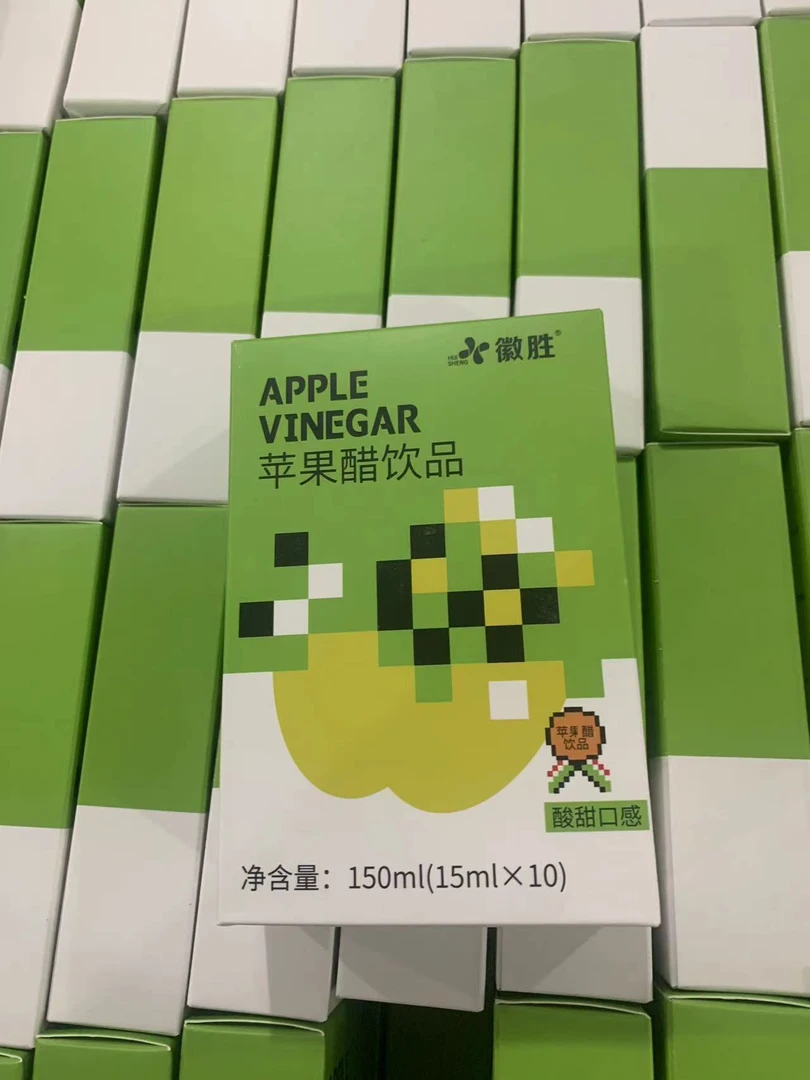 HUI
SHENG
徽胜®
APPLE
VINEGAR
苹果醋饮品
苹果醋
饮品
酸甜口感
净含量：150ml(15ml×10)